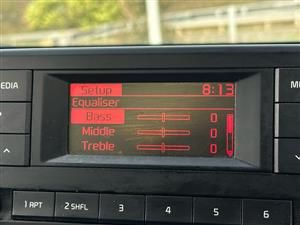 Setup 8:13
Equaliser
MEDIA Bass 0
Middle 0
Treble 0
1 RPT 2 SHFL 3 4 5 6